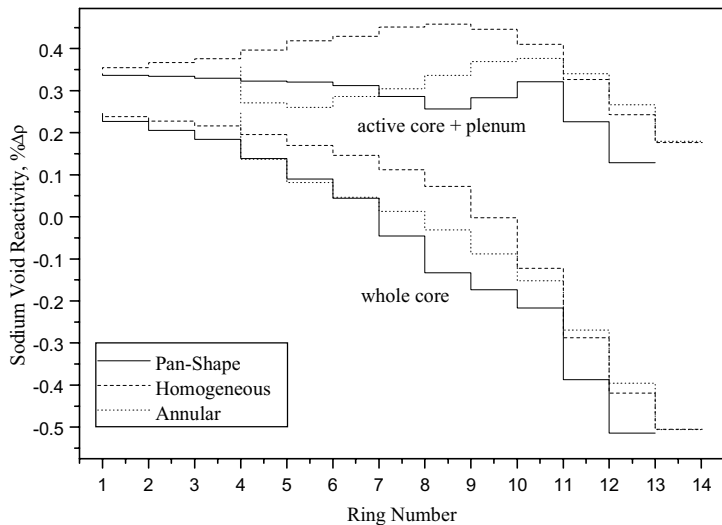 Sodium Void Reactivity, %Δρ
0.4
0.3
0.2
0.1
0.0
-0.1
-0.2
-0.3
-0.4
-0.5
active core + plenum
whole core
Pan-Shape
Homogeneous
Annular
1 2 3 4 5 6 7 8 9 10 11 12 13 14
Ring Number